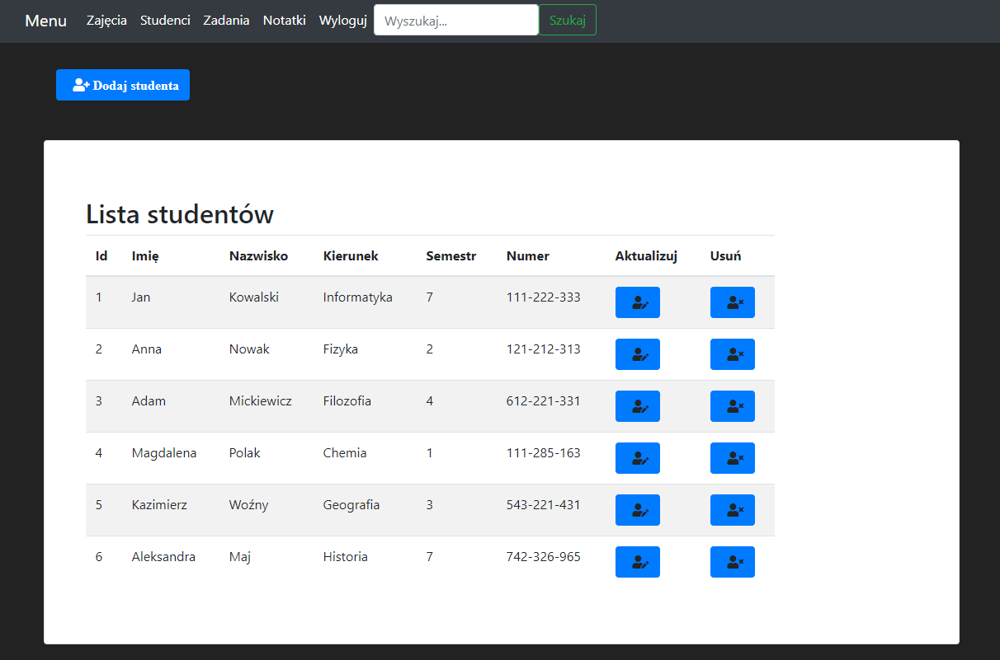 Menu Zajęcia Studenci Zadania Notatki Wyloguj Wyszukaj... Szukaj
Dodaj studenta
Lista studentów
Id Imię Nazwisko Kierunek Semestr Numer Aktualizuj Usuń
1 Jan Kowalski Informatyka 7 111-222-333
2 Anna Nowak Fizyka 2 121-212-313
3 Adam Mickiewicz Filozofia 4 612-221-331
4 Magdalena Polak Chemia 1 111-285-163
5 Kazimierz Woźny Geografia 3 543-221-431
6 Aleksandra Maj Historia 7 742-326-965